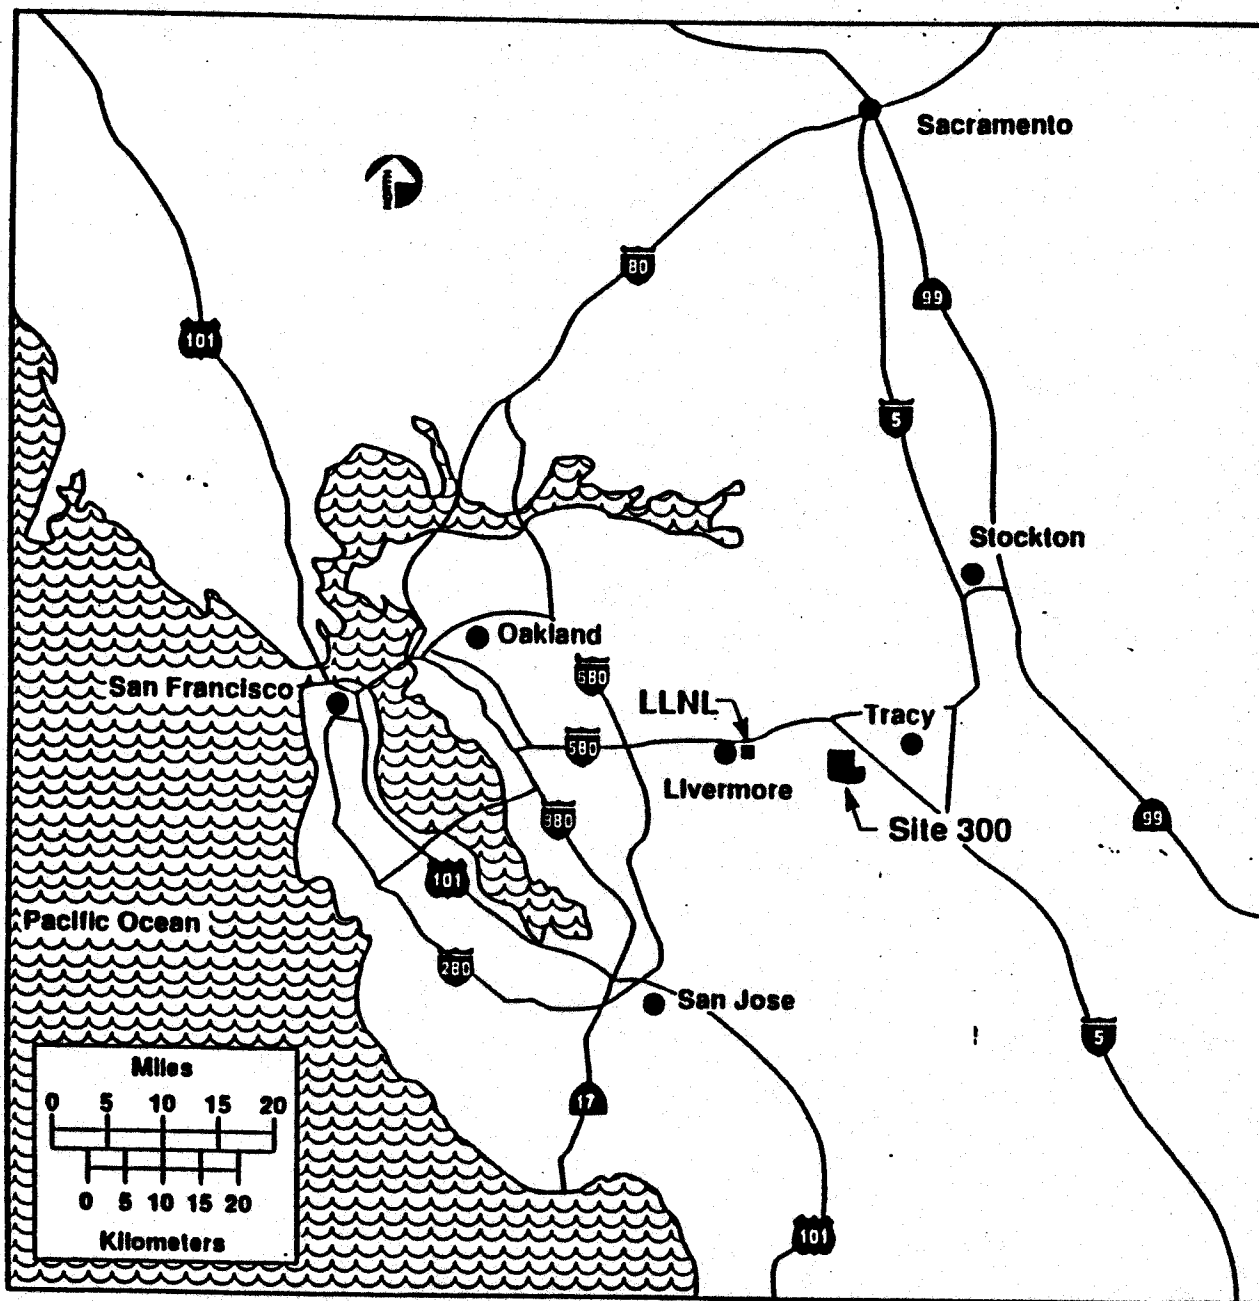 Sacramento
NORTH
80
99
101
5
Stockton
Oakland
San Francisco
680
LLNL
Tracy
580
Livermore
880
Site 300
99
101
Pacific Ocean
280
San Jose
5
Miles
0 5 10 15 20
17
0 5 10 15 20
Kilometers
101